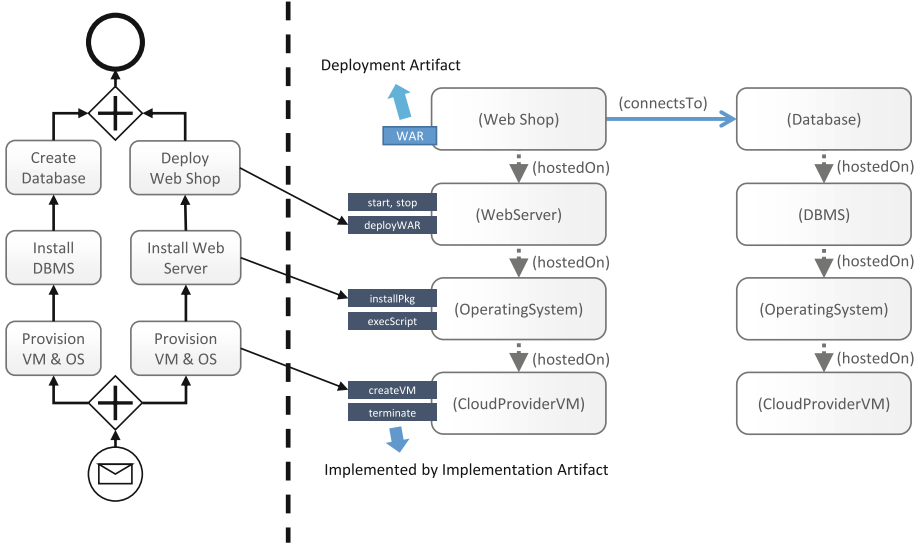 Create
Database
Deploy
Web Shop
Install
DBMS
Install Web
Server
Provision
VM & OS
Provision
VM & OS
Deployment Artifact
WAR
(Web Shop)
(connectsTo)
(Database)
(hostedOn)
(hostedOn)
start, stop
deployWAR
(WebServer)
(DBMS)
(hostedOn)
(hostedOn)
installPkg
execScript
(OperatingSystem)
(OperatingSystem)
(hostedOn)
(hostedOn)
createVM
terminate
(CloudProviderVM)
(CloudProviderVM)
Implemented by Implementation Artifact